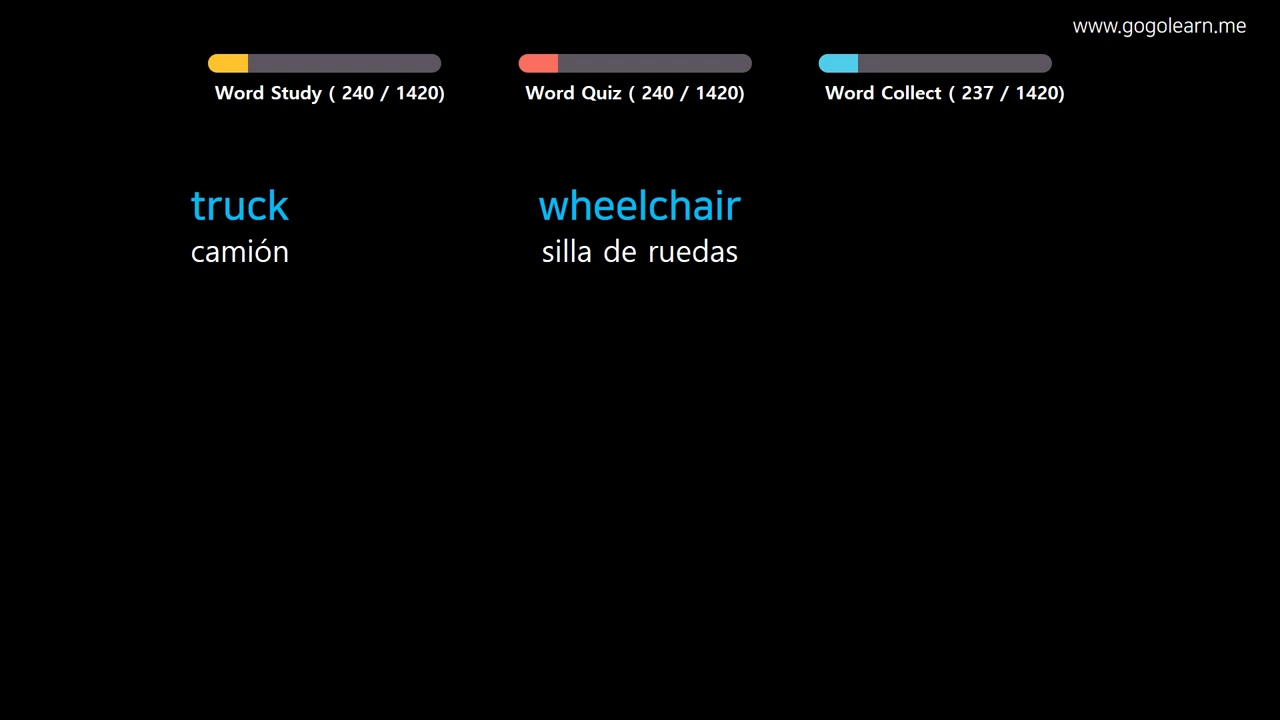 www.gogolearn.me
Word Study ( 240 / 1420)
Word Quiz ( 240 / 1420)
Word Collect ( 237 / 1420)
truck
camión
wheelchair
silla de ruedas